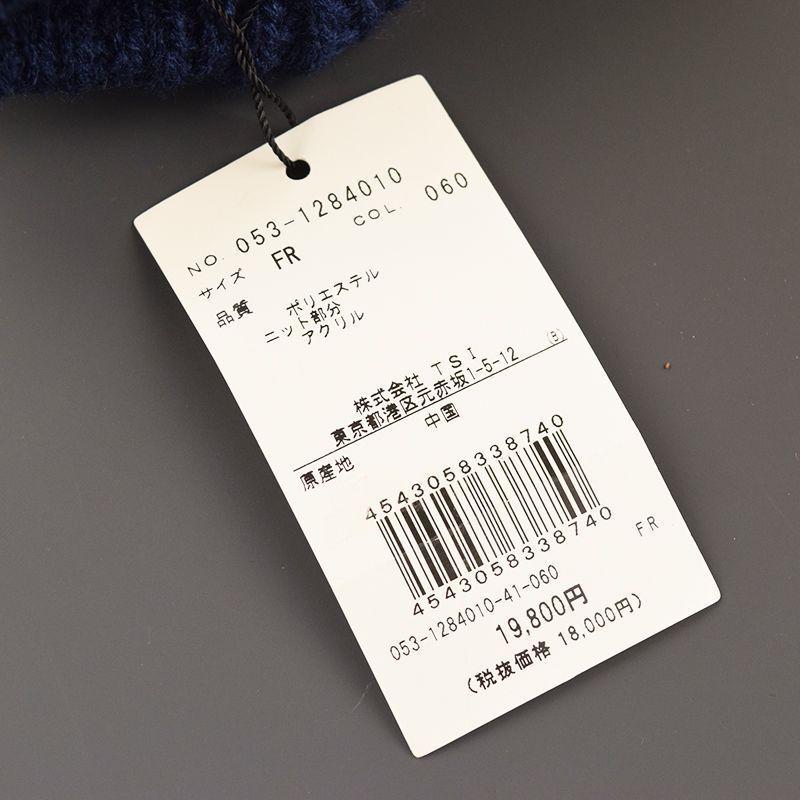 NO. 053-1284010 COL. 060
サイズ FR
品質 ポリエステル
ニット部分
アクリル
株式会社 TSI
東京都港区元赤坂1-5-12 (B)
原産地 中国
4543058338740
4543058338740
FR
053-1284010-41-060
19,800円
(税抜価格 18,000円)